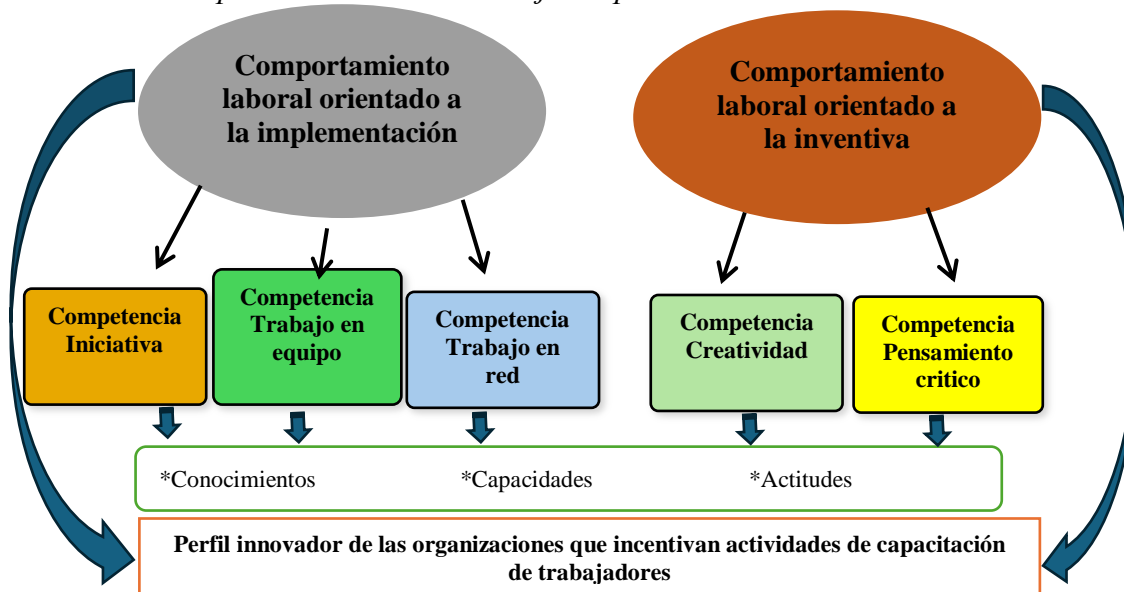 Comportamiento
laboral orientado a
la implementación
Comportamiento
laboral orientado a
la inventiva
Competencia
Iniciativa
Competencia
Trabajo en
equipo
Competencia
Trabajo en
red
Competencia
Creatividad
Competencia
Pensamiento
critico
*Conocimientos
*Capacidades
*Actitudes
Perfil innovador de las organizaciones que incentivan actividades de capacitación
de trabajadores